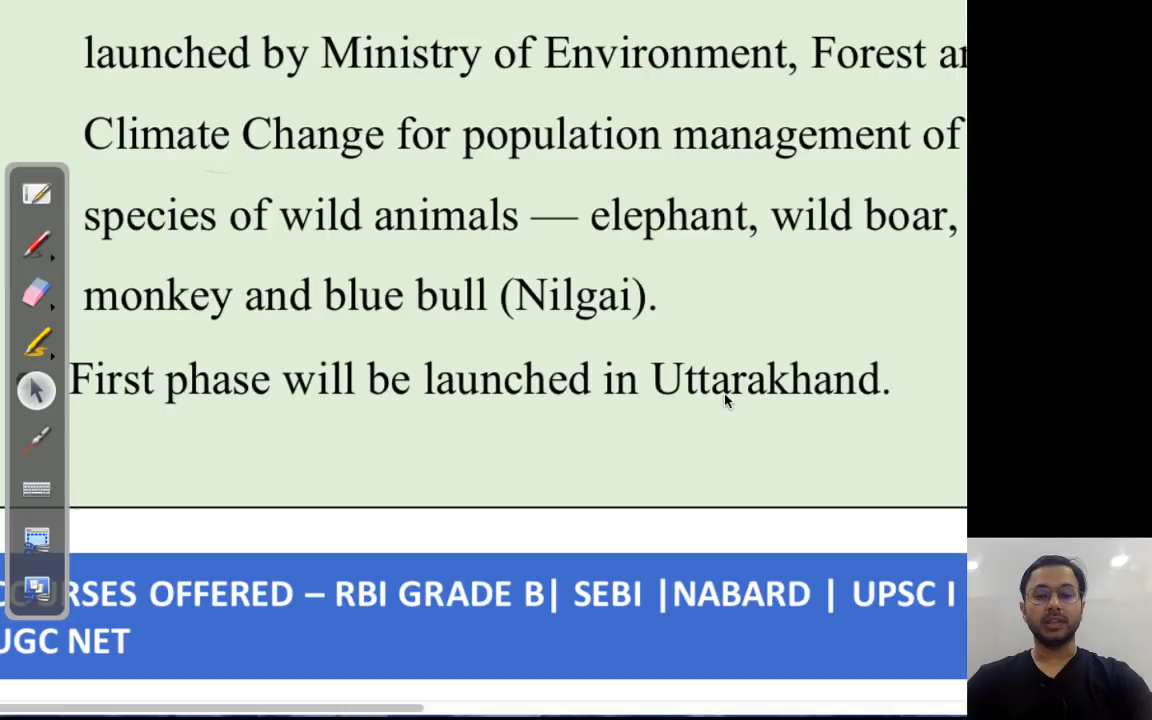 launched by Ministry of Environment, Forest
Climate Change for population management of
species of wild animals — elephant, wild boar,
monkey and blue bull (Nilgai).
First phase will be launched in Uttarakhand.
OFFERED – RBI GRADE B| SEBI |NABARD | UPSC I
UGC NET